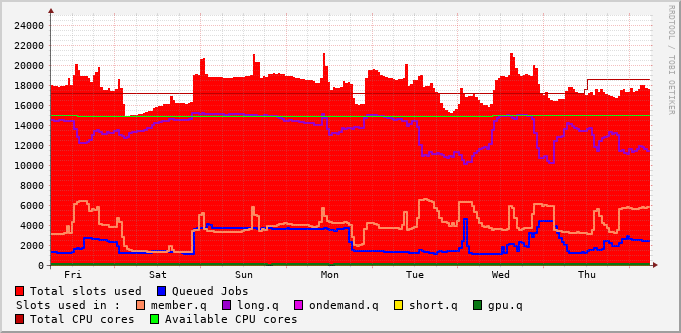 RRDTOOL / TOBI OETIKER
24000
22000
20000
18000
16000
14000
12000
10000
8000
6000
4000
2000
0
Fri Sat Sun Mon Tue Wed Thu
Total slots used Queued Jobs
Slots used in : member.q long.q ondemand.q short.q gpu.q
Total CPU cores Available CPU cores